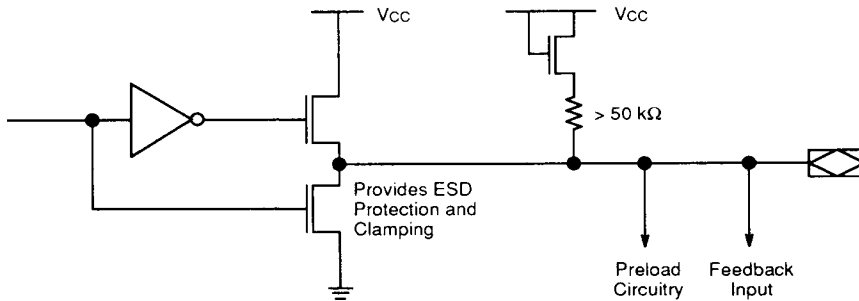 Vcc
Vcc
> 50 kΩ
Provides ESD
Protection and
Clamping
Preload
Circuitry
Feedback
Input